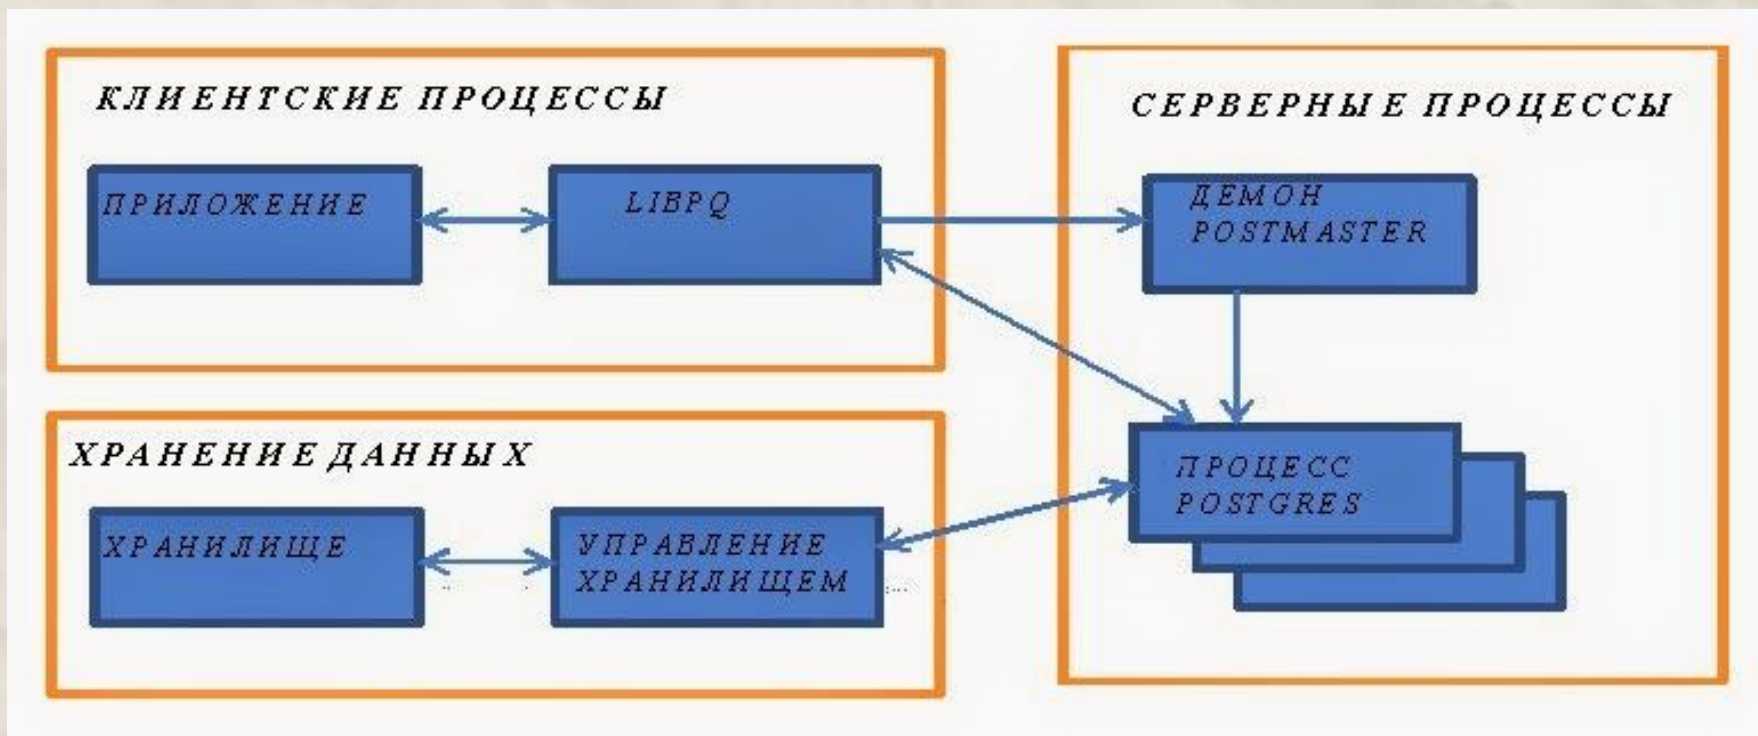 КЛИЕНТСКИЕ ПРОЦЕССЫ
ПРИЛОЖЕНИЕ
LIBPQ
СЕРВЕРНЫЕ ПРОЦЕССЫ
ДЕМОН
POSTMASTER
ХРАНЕНИЕ ДАННЫХ
ХРАНИЛИЩЕ
УПРАВЛЕНИЕ
ХРАНИЛИЩЕМ
ПРОЦЕСС
POSTGRES